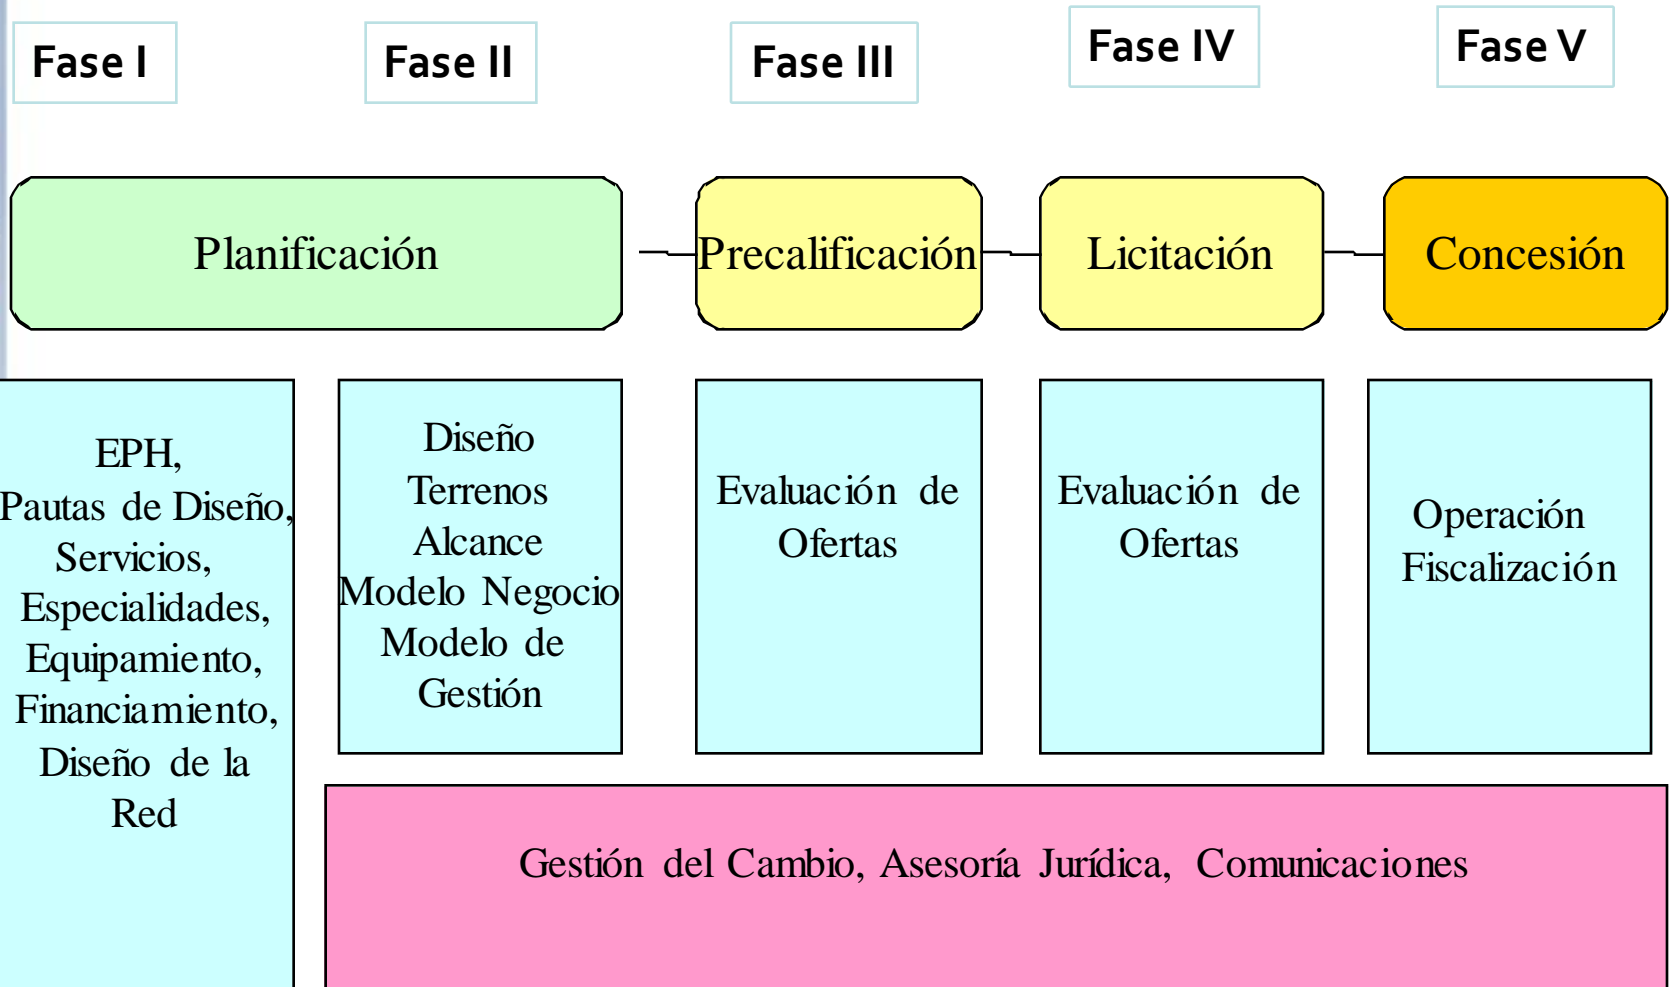 Fase I
Fase II
Fase III
Fase IV
Fase V
Planificación
Precalificación
Licitación
Concesión
EPH,
Pautas de Diseño,
Servicios,
Especialidades,
Equipamiento,
Financiamiento,
Diseño de la
Red
Diseño
Terrenos
Alcance
Modelo Negocio
Modelo de
Gestión
Evaluación de
Ofertas
Evaluación de
Ofertas
Operación
Fiscalización
Gestión del Cambio, Asesoría Jurídica, Comunicaciones